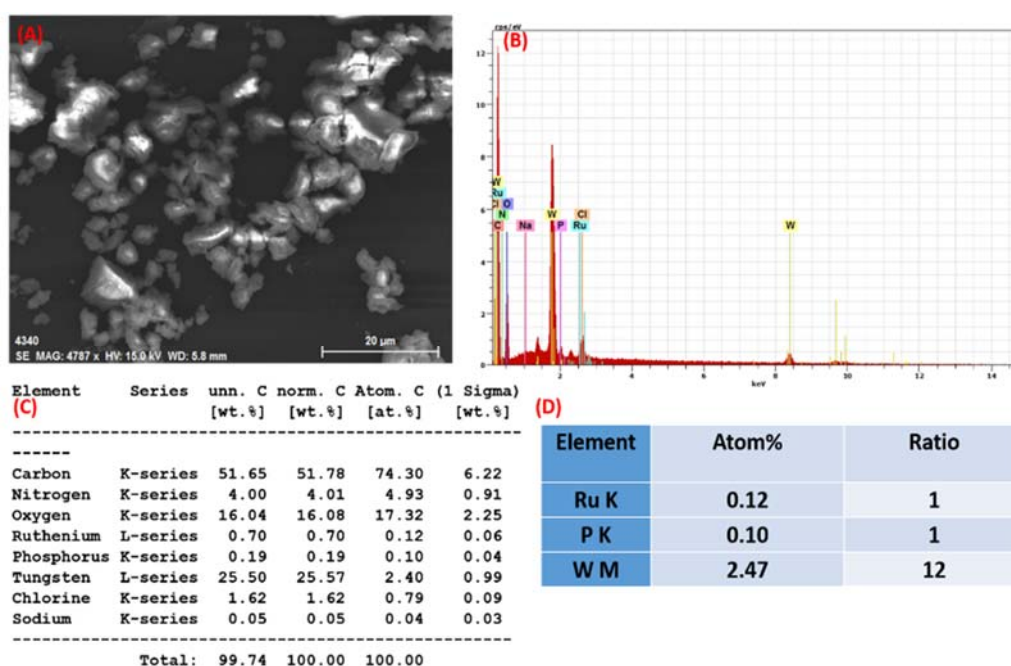 (A)
4340
SE MAG: 4787 x HV: 15.0 kV WD: 5.8 mm
20 µm
(B)
cps/eV
12
10
8
6
4
2
0
W
Ru
Cl O
N
C
Na
W
P
Cl
Ru
W
2 4 6 8 10 12 14
keV
(C)
Element Series unn. C norm. C Atom. C (1 Sigma)
[wt.%] [wt.%] [at.%] [wt.%]
Carbon K-series 51.65 51.78 74.30 6.22
Nitrogen K-series 4.00 4.01 4.93 0.91
Oxygen K-series 16.04 16.08 17.32 2.25
Ruthenium L-series 0.70 0.70 0.12 0.06
Phosphorus K-series 0.19 0.19 0.10 0.04
Tungsten L-series 25.50 25.57 2.40 0.99
Chlorine K-series 1.62 1.62 0.79 0.09
Sodium K-series 0.05 0.05 0.04 0.03
Total: 99.74 100.00 100.00
(D)
Element Atom% Ratio
Ru K 0.12 1
P K 0.10 1
W M 2.47 12